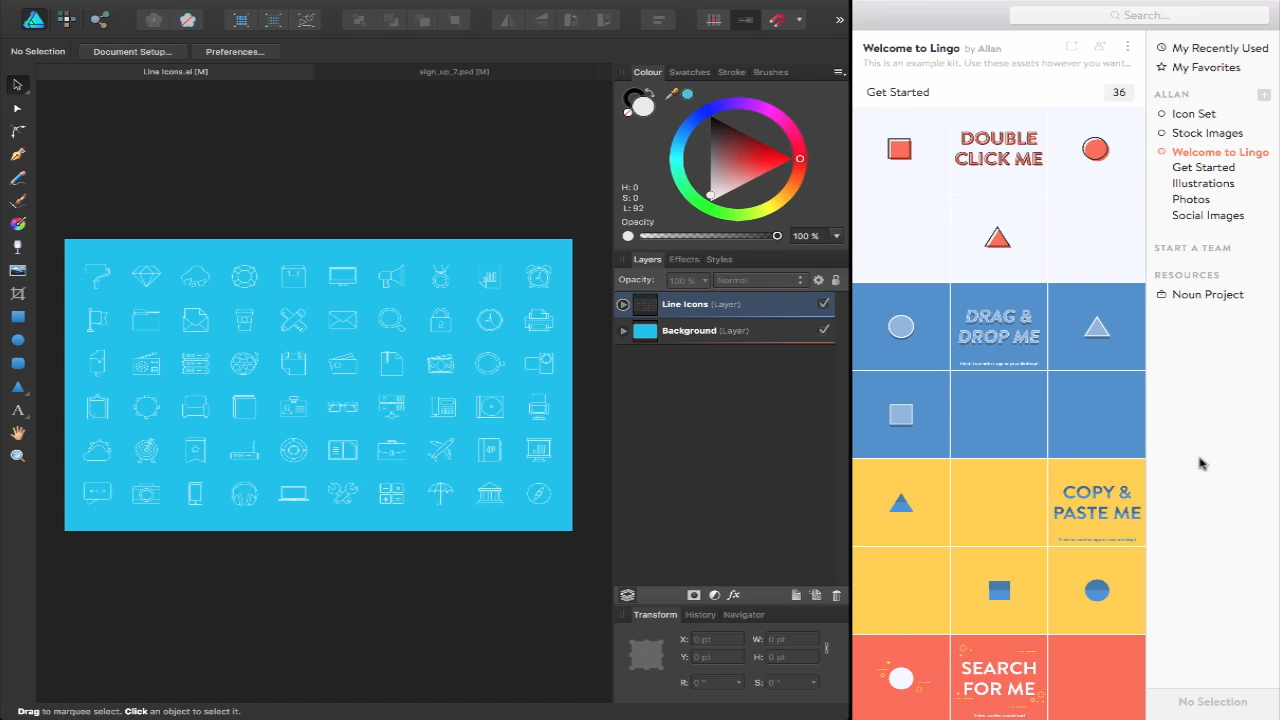 No Selection
Document Setup...
Preferences...
Line Icons.ai [M]
sign_up_7.psd [M]
Colour
Swatches
Stroke
Brushes
H: 0
S: 0
L: 92
Opacity
100 %
Layers
Effects
Styles
Opacity:
100 %
Normal
Line Icons (Layer)
Background (Layer)
fx
Transform
History
Navigator
X: 0 pt
W: 0 pt
Y: 0 pt
H: 0 pt
R: 0 °
S: 0 °
Drag to marquee select. Click an object to select it.
Search...
Welcome to Lingo by Allan
This is an example kit. Use these assets however you want...
Get Started
36
DOUBLE
CLICK ME
DRAG &
DROP ME
COPY &
PASTE ME
SEARCH
FOR ME
My Recently Used
My Favorites
ALLAN
Icon Set
Stock Images
Welcome to Lingo
Get Started
Illustrations
Photos
Social Images
START A TEAM
RESOURCES
Noun Project
No Selection